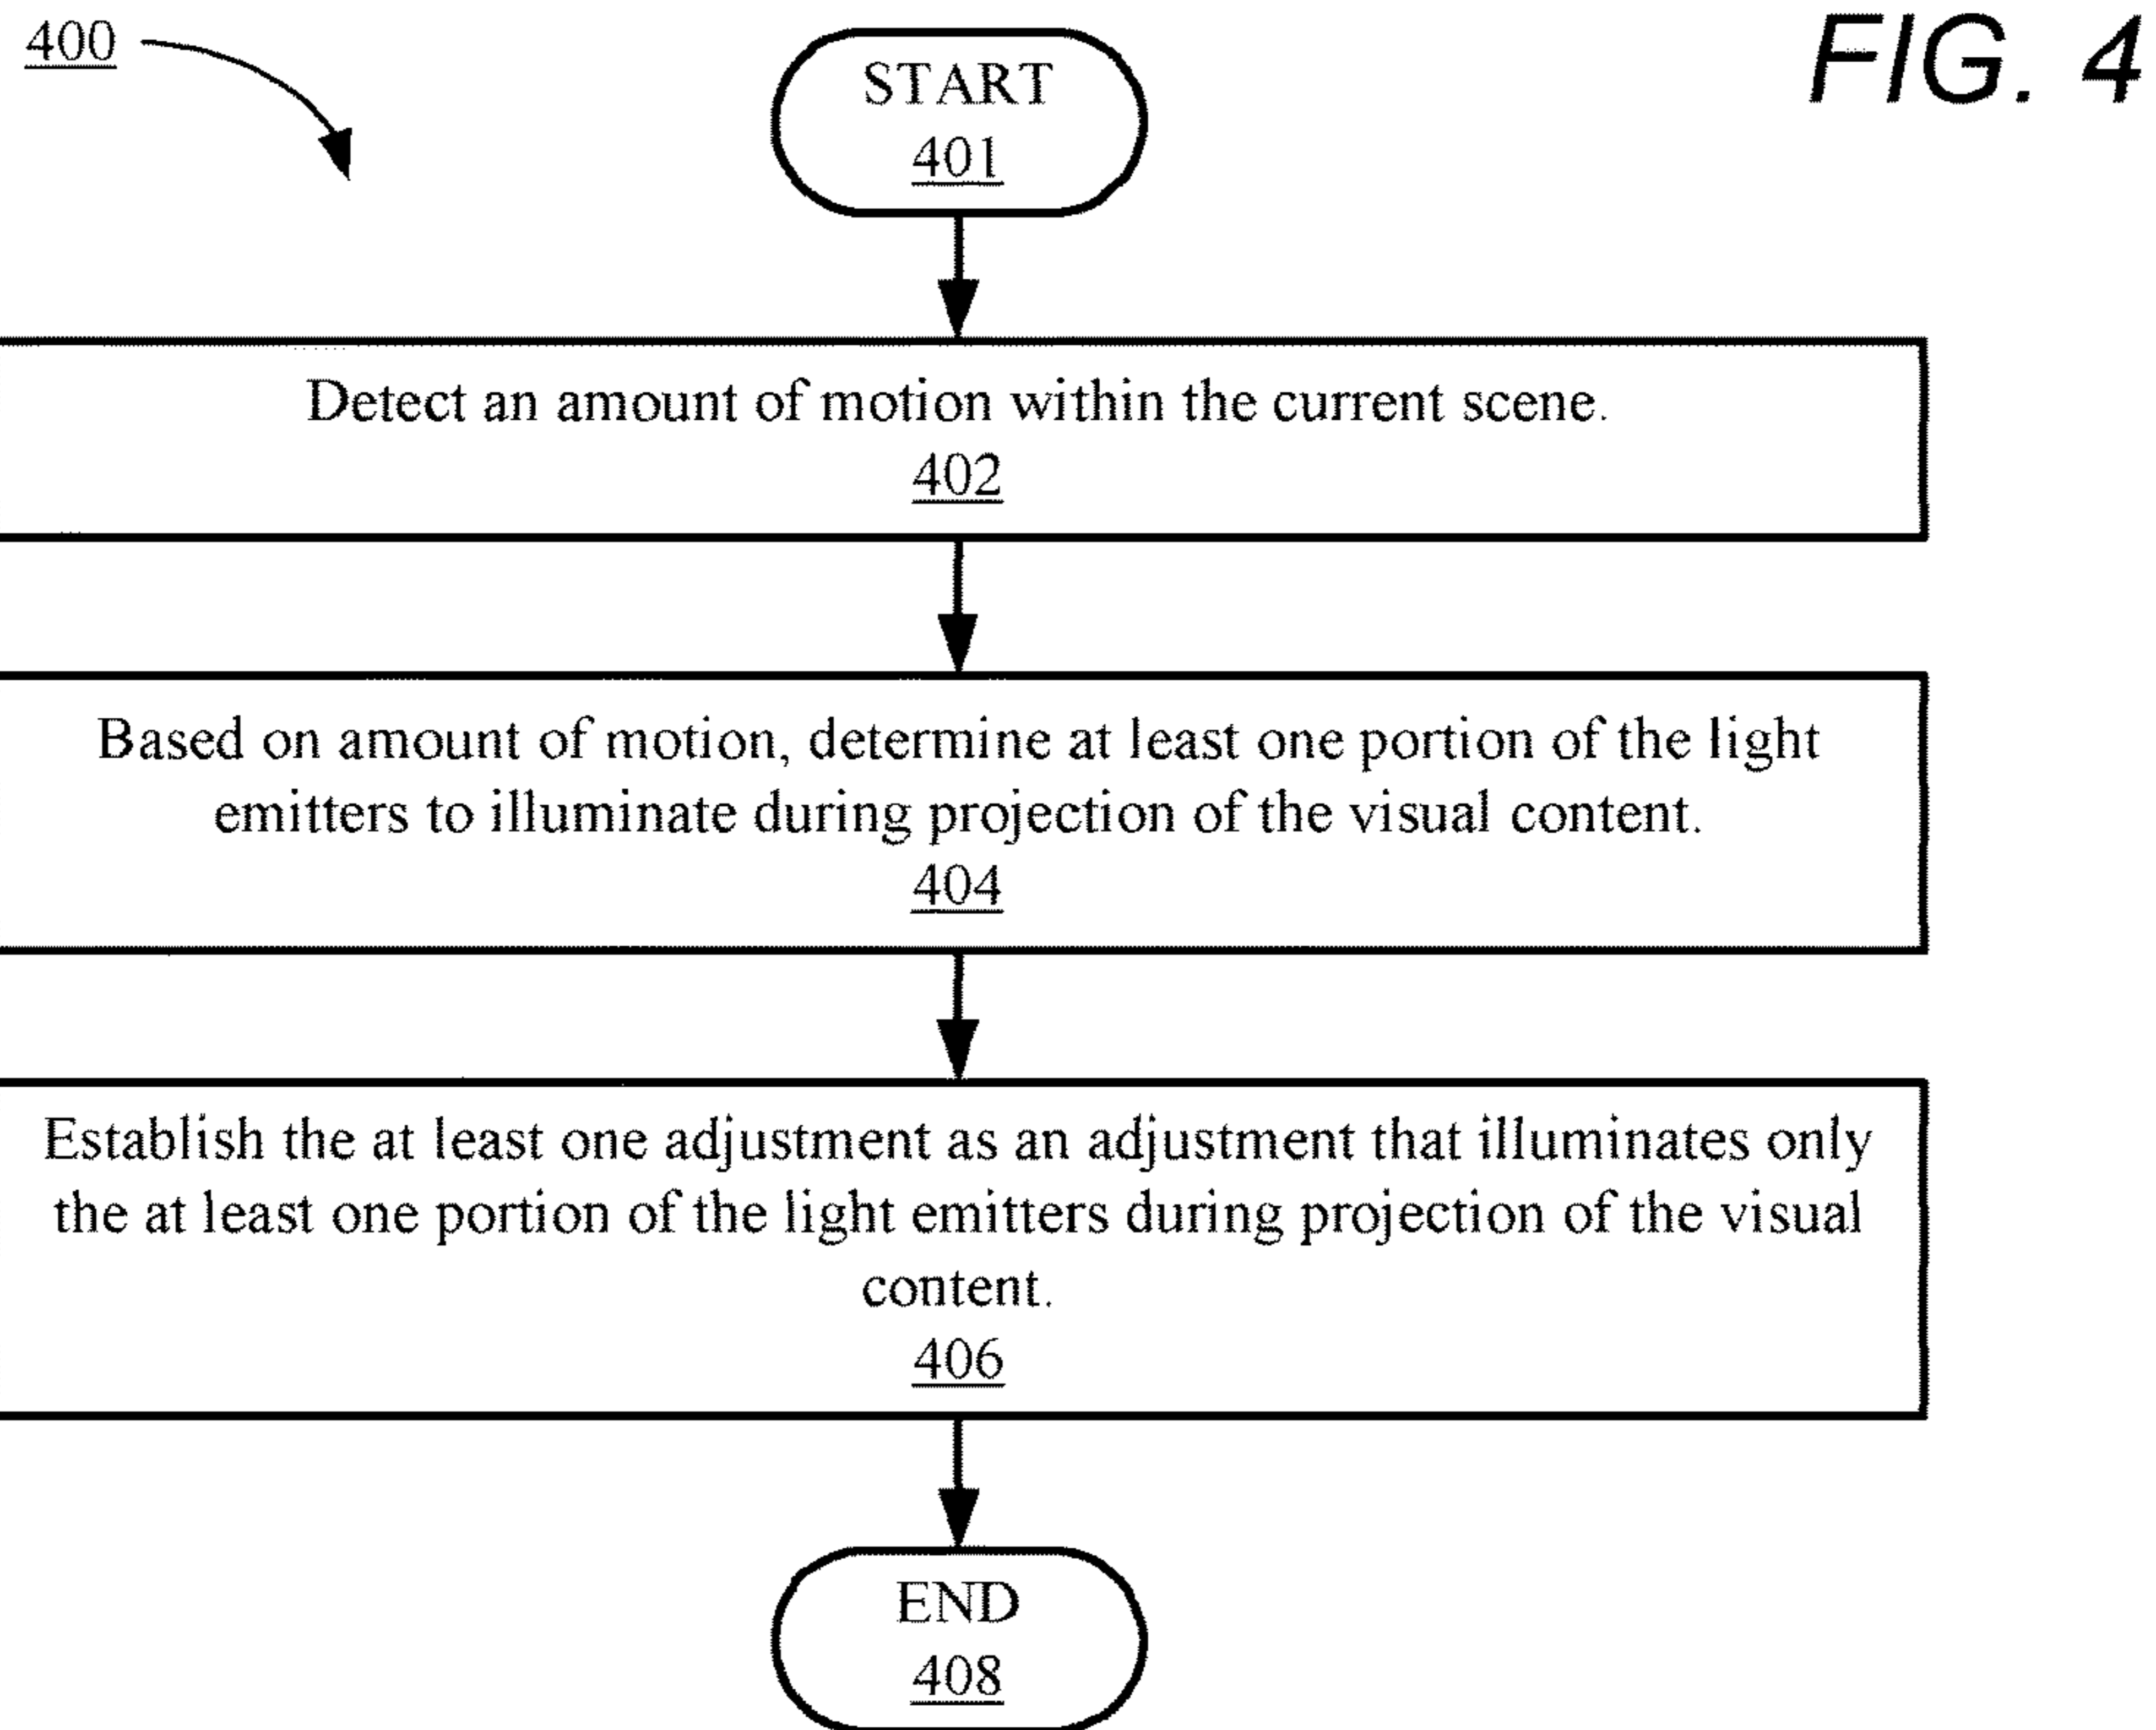 400
FIG. 4
START
401
Detect an amount of motion within the current scene.
402
Based on amount of motion, determine at least one portion of the light
emitters to illuminate during projection of the visual content.
404
Establish the at least one adjustment as an adjustment that illuminates only
the at least one portion of the light emitters during projection of the visual
content.
406
END
408